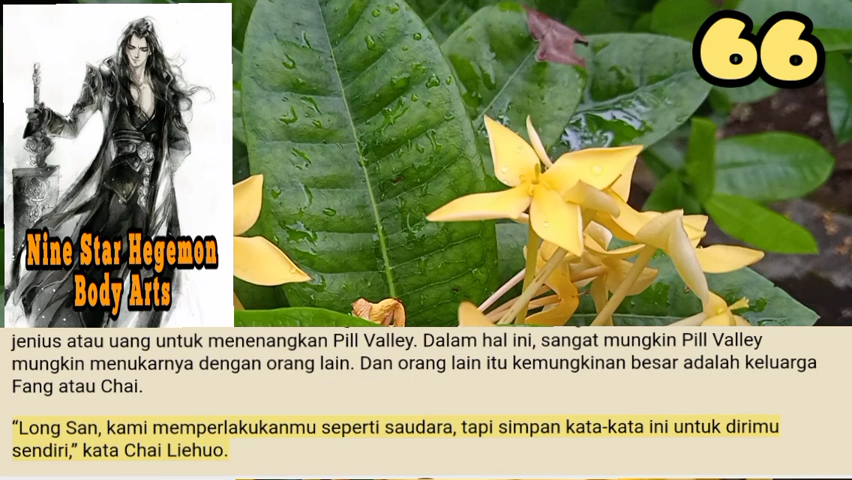 66
Nine Star Hegemon
Body Arts
jenius atau uang untuk menenangkan Pill Valley. Dalam hal ini, sangat mungkin Pill Valley
mungkin menukarnya dengan orang lain. Dan orang lain itu kemungkinan besar adalah keluarga
Fang atau Chai.
“Long San, kami memperlakukanmu seperti saudara, tapi simpan kata-kata ini untuk dirimu
sendiri,” kata Chai Liehuo.